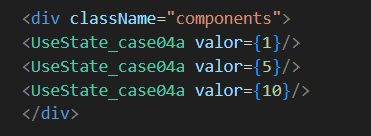 <div className="components">
<UseState_case04a valor={1}/>
<UseState_case04a valor={5}/>
<UseState_case04a valor={10}/>
</div>